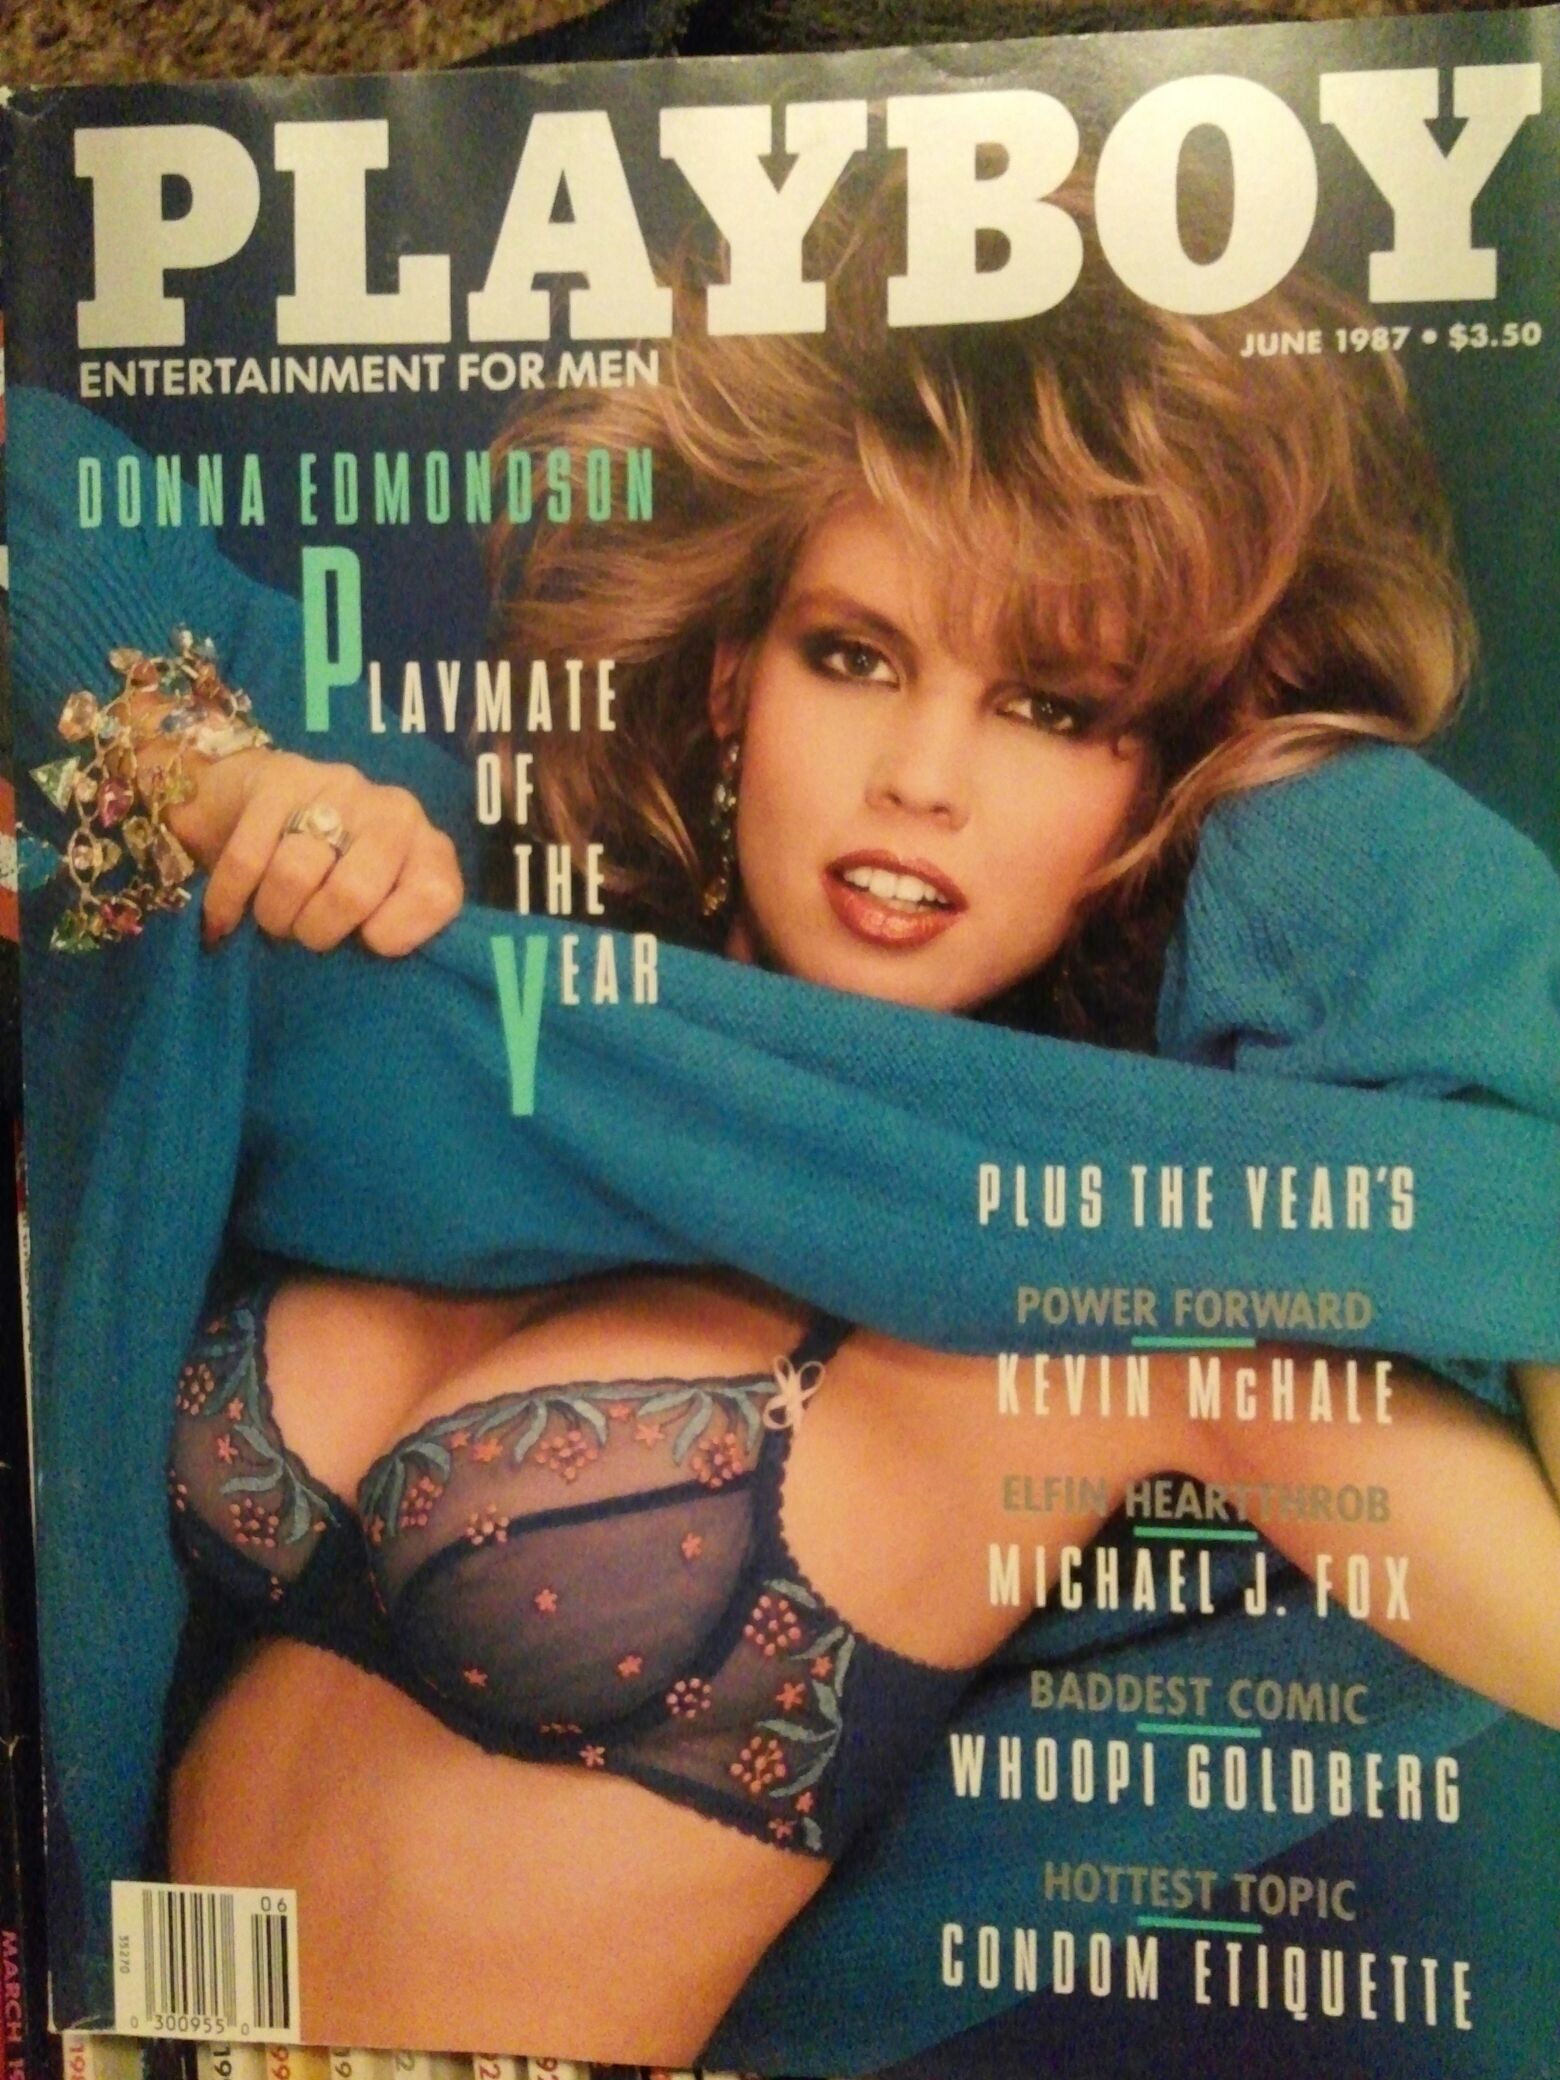 PLAYBOY
ENTERTAINMENT FOR MEN
JUNE 1987 • $3.50
DONNA EDMONDSON
PLAYMATE
OF
THE
YEAR
PLUS THE YEAR'S
POWER FORWARD
KEVIN McHALE
ELFIN HEARTTHROB
MICHAEL J. FOX
BADDEST COMIC
WHOOPI GOLDBERG
HOTTEST TOPIC
CONDOM ETIQUETTE
06
35270
0 300955 0
MARCH